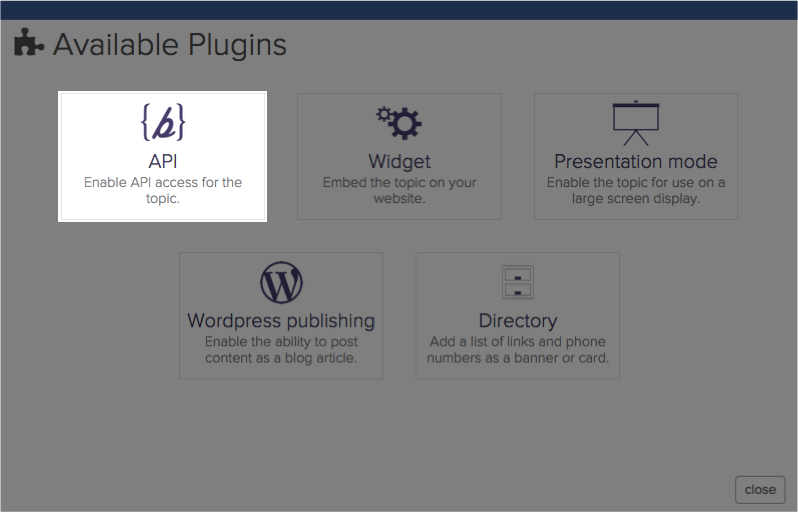 Available Plugins
{b}
API
Enable API access for the
topic.
Widget
Embed the topic on your
website.
Presentation mode
Enable the topic for use on a
large screen display.
Wordpress publishing
Enable the ability to post
content as a blog article.
Directory
Add a list of links and phone
numbers as a banner or card.
close